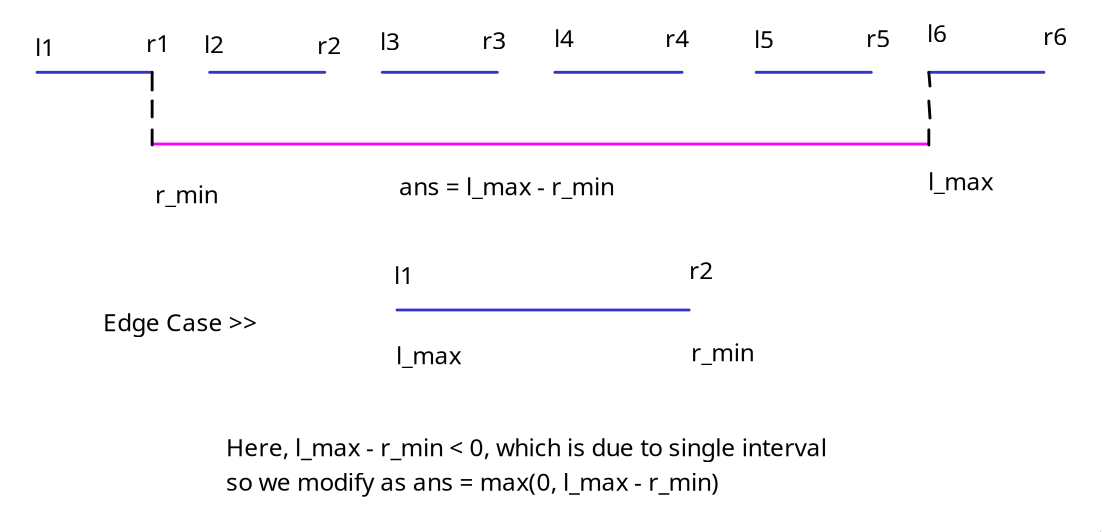 l1 r1 l2 r2 l3 r3 l4 r4 l5 r5 l6 r6
r_min ans = l_max - r_min l_max
l1 r2
Edge Case >>
l_max r_min
Here, l_max - r_min < 0, which is due to single interval
so we modify as ans = max(0, l_max - r_min)